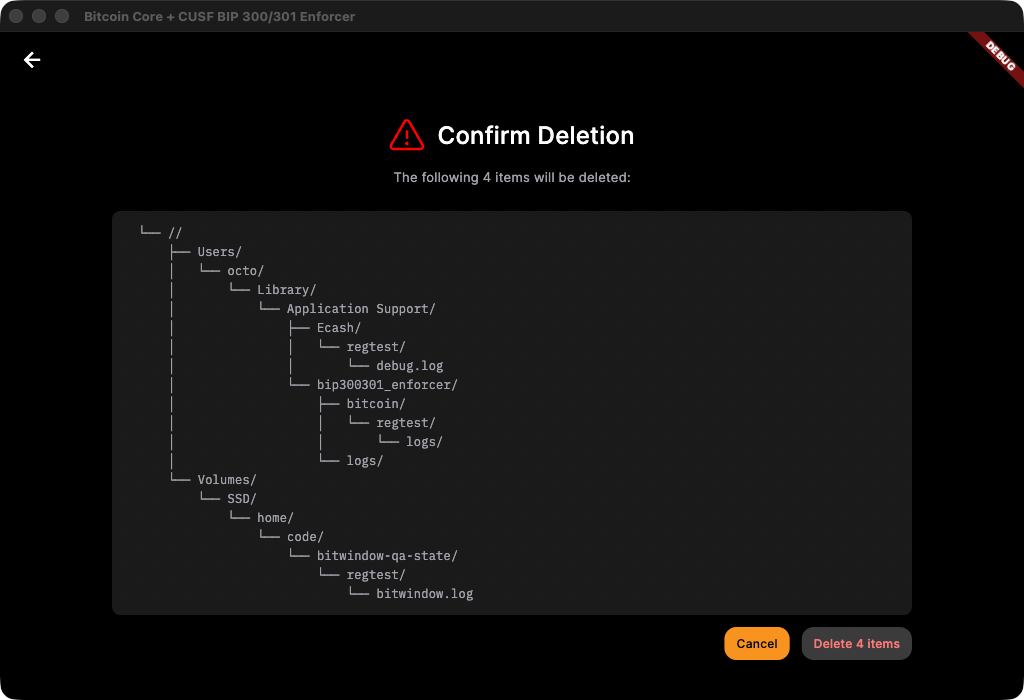 Bitcoin Core + CUSF BIP 300/301 Enforcer
DEBUG
Confirm Deletion
The following 4 items will be deleted:
└── //
    ├── Users/
    │   └── octo/
    │       └── Library/
    │           └── Application Support/
    │               ├── Ecash/
    │               │   └── regtest/
    │               │       └── debug.log
    │               └── bip300301_enforcer/
    │                   ├── bitcoin/
    │                   │   └── regtest/
    │                   │       └── logs/
    │                   └── logs/
    └── Volumes/
        └── SSD/
            └── home/
                └── code/
                    └── bitwindow-qa-state/
                        └── regtest/
                            └── bitwindow.log
Cancel
Delete 4 items